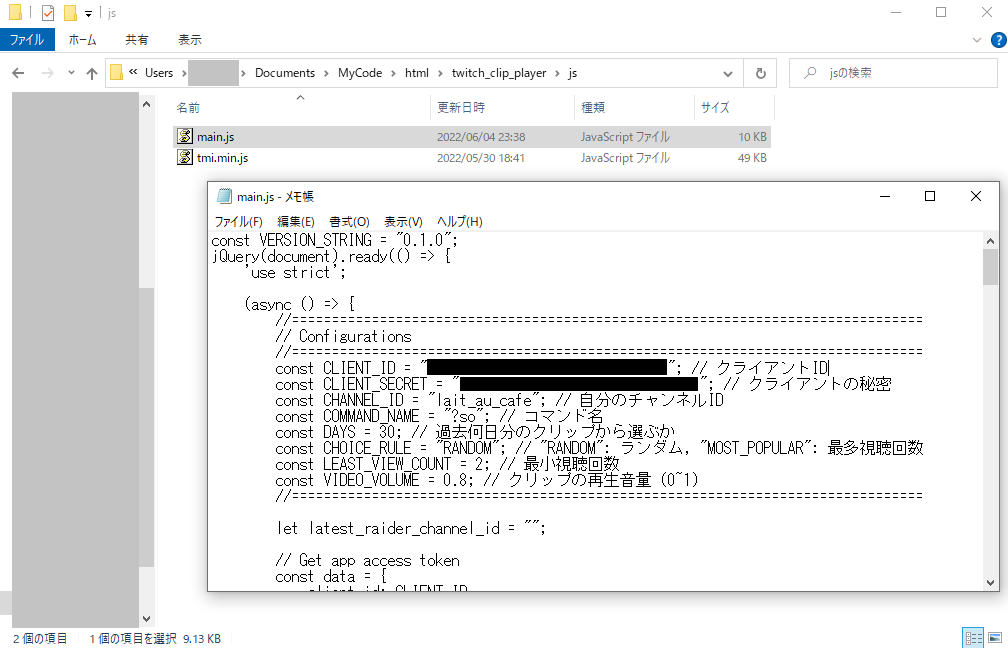 js
ファイル ホーム 共有 表示
« Users › Documents › MyCode › html › twitch_clip_player › js
jsの検索
名前 更新日時 種類 サイズ
main.js 2022/06/04 23:38 JavaScript ファイル 10 KB
tmi.min.js 2022/05/30 18:41 JavaScript ファイル 49 KB
main.js - メモ帳
ファイル(F) 編集(E) 書式(O) 表示(V) ヘルプ(H)
const VERSION_STRING = "0.1.0";
jQuery(document).ready(() => {
    'use strict';
    (async () => {
        //===============================================================================
        // Configurations
        //===============================================================================
        const CLIENT_ID = ""; // クライアントID
        const CLIENT_SECRET = ""; // クライアントの秘密
        const CHANNEL_ID = "lait_au_cafe"; // 自分のチャンネルID
        const COMMAND_NAME = "?so"; // コマンド名
        const DAYS = 30; // 過去何日分のクリップから選ぶか
        const CHOICE_RULE = "RANDOM"; // "RANDOM": ランダム, "MOST_POPULAR": 最多視聴回数
        const LEAST_VIEW_COUNT = 2; // 最小視聴回数
        const VIDEO_VOLUME = 0.8; // クリップの再生音量 (0~1)
        //===============================================================================
        let latest_raider_channel_id = "";
        // Get app access token
        const data = {
            client_id: CLIENT_ID
2 個の項目 1 個の項目を選択 9.13 KB